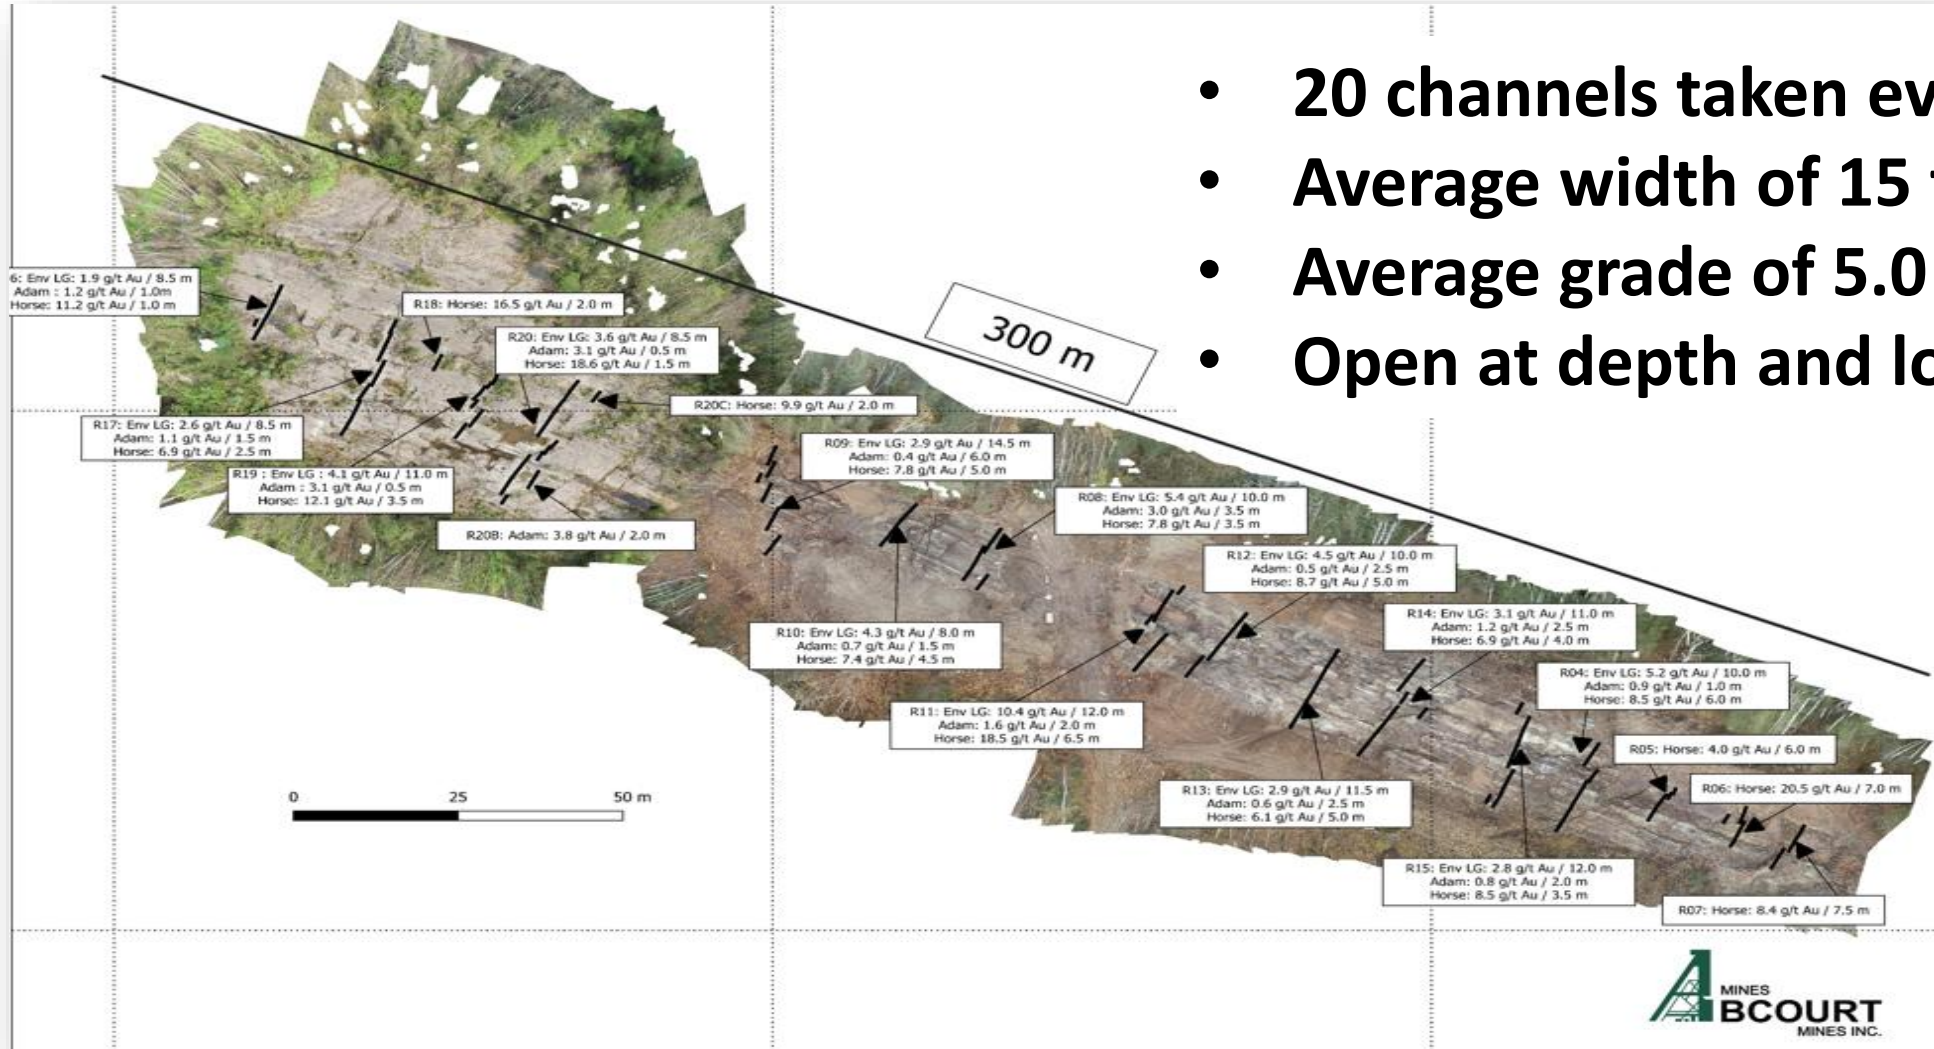 • 20 channels taken ev
• Average width of 15
• Average grade of 5.0
• Open at depth and lo
300 m
6: Env LG: 1.9 g/t Au / 8.5 m
Adam : 1.2 g/t Au / 1.0m
Horse: 11.2 g/t Au / 1.0 m
R18: Horse: 16.5 g/t Au / 2.0 m
R20: Env LG: 3.6 g/t Au / 8.5 m
Adam: 3.1 g/t Au / 0.5 m
Horse: 18.6 g/t Au / 1.5 m
R20C: Horse: 9.9 g/t Au / 2.0 m
R17: Env LG: 2.6 g/t Au / 8.5 m
Adam: 1.1 g/t Au / 1.5 m
Horse: 6.9 g/t Au / 2.5 m
R19 : Env LG : 4.1 g/t Au / 11.0 m
Adam : 3.1 g/t Au / 0.5 m
Horse: 12.1 g/t Au / 3.5 m
R20B: Adam: 3.8 g/t Au / 2.0 m
R09: Env LG: 2.9 g/t Au / 14.5 m
Adam: 0.4 g/t Au / 6.0 m
Horse: 7.8 g/t Au / 5.0 m
R08: Env LG: 5.4 g/t Au / 10.0 m
Adam: 3.0 g/t Au / 3.5 m
Horse: 7.8 g/t Au / 3.5 m
R12: Env LG: 4.5 g/t Au / 10.0 m
Adam: 0.5 g/t Au / 2.5 m
Horse: 8.7 g/t Au / 5.0 m
R10: Env LG: 4.3 g/t Au / 8.0 m
Adam: 0.7 g/t Au / 1.5 m
Horse: 7.4 g/t Au / 4.5 m
R14: Env LG: 3.1 g/t Au / 11.0 m
Adam: 1.2 g/t Au / 2.5 m
Horse: 6.9 g/t Au / 4.0 m
R04: Env LG: 5.2 g/t Au / 10.0 m
Adam: 0.9 g/t Au / 1.0 m
Horse: 8.5 g/t Au / 6.0 m
R11: Env LG: 10.4 g/t Au / 12.0 m
Adam: 1.6 g/t Au / 2.0 m
Horse: 18.5 g/t Au / 6.5 m
R05: Horse: 4.0 g/t Au / 6.0 m
R06: Horse: 20.5 g/t Au / 7.0 m
R13: Env LG: 2.9 g/t Au / 11.5 m
Adam: 0.6 g/t Au / 2.5 m
Horse: 6.1 g/t Au / 5.0 m
R15: Env LG: 2.8 g/t Au / 12.0 m
Adam: 0.8 g/t Au / 2.0 m
Horse: 8.5 g/t Au / 3.5 m
R07: Horse: 8.4 g/t Au / 7.5 m
0 25 50 m
MINES
ABCOURT
MINES INC.